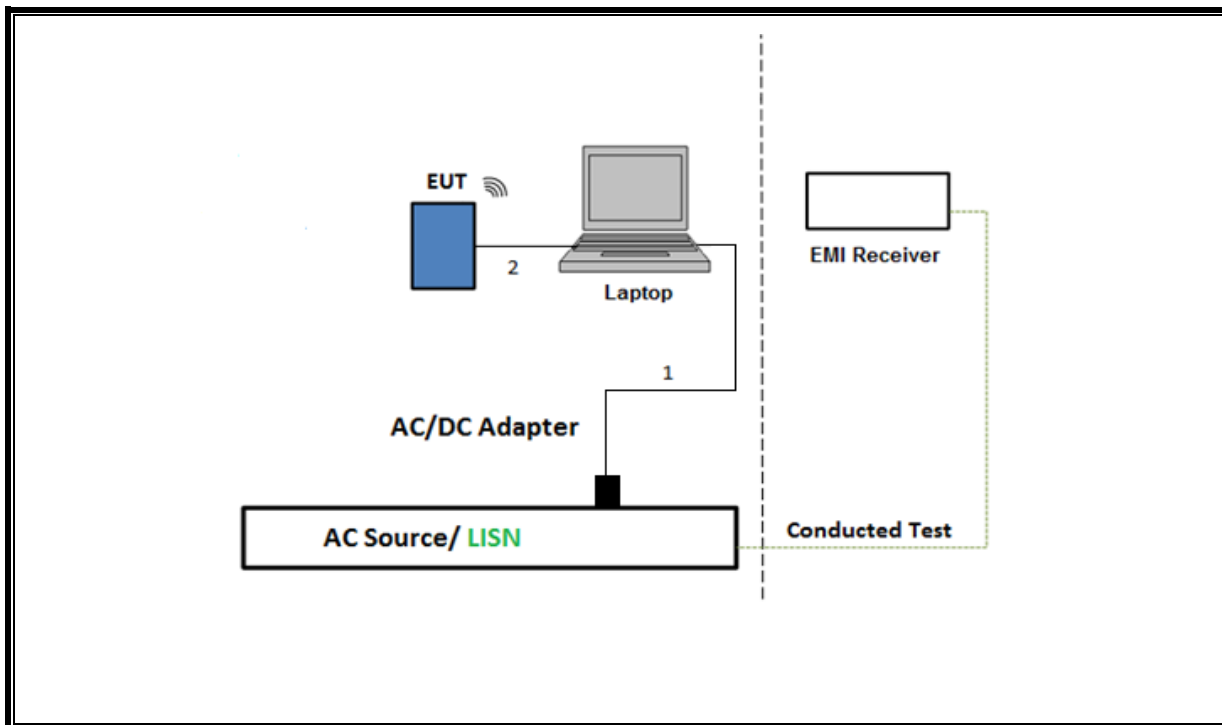 EUT
2
Laptop
EMI Receiver
1
AC/DC Adapter
AC Source/ LISN
Conducted Test